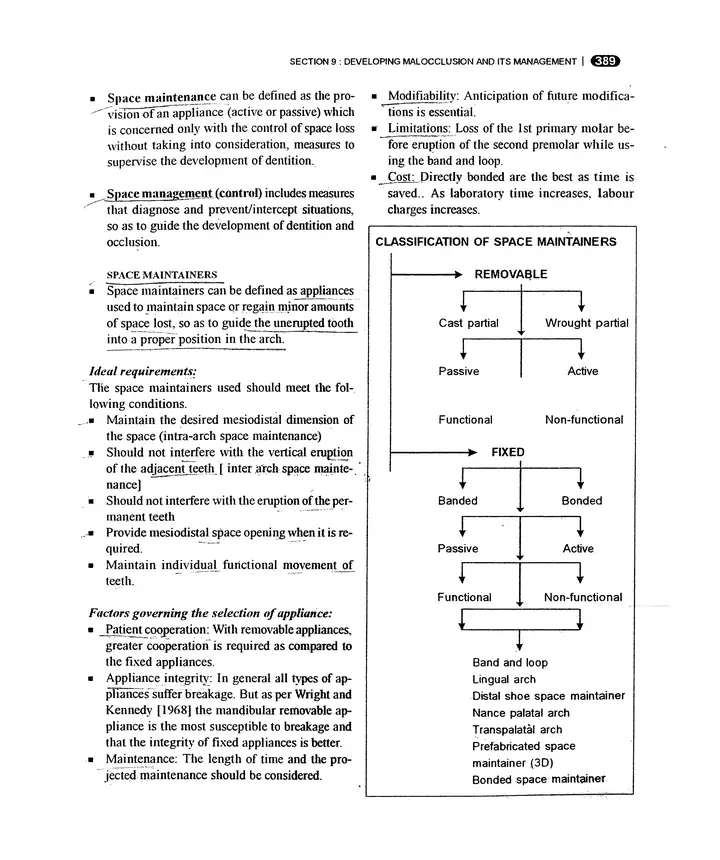 SECTION 9 : DEVELOPING MALOCCLUSION AND ITS MANAGEMENT | 389
▪ Space maintenance can be defined as the pro-
vision of an appliance (active or passive) which
is concerned only with the control of space loss
without taking into consideration, measures to
supervise the development of dentition.
▪ Space management (control) includes measures
that diagnose and prevent/intercept situations,
so as to guide the development of dentition and
occlusion.
SPACE MAINTAINERS
▪ Space maintainers can be defined as appliances
used to maintain space or regain minor amounts
of space lost, so as to guide the unerupted tooth
into a proper position in the arch.
Ideal requirements:
The space maintainers used should meet the fol-
lowing conditions.
▪ Maintain the desired mesiodistal dimension of
the space (intra-arch space maintenance)
▪ Should not interfere with the vertical eruption
of the adjacent teeth [ inter arch space mainte-
nance]
▪ Should not interfere with the eruption of the per-
manent teeth
▪ Provide mesiodistal space opening when it is re-
quired.
▪ Maintain individual functional movement of
teeth.
Factors governing the selection of appliance:
▪ Patient cooperation: With removable appliances,
greater cooperation is required as compared to
the fixed appliances.
▪ Appliance integrity: In general all types of ap-
pliances suffer breakage. But as per Wright and
Kennedy [1968] the mandibular removable ap-
pliance is the most susceptible to breakage and
that the integrity of fixed appliances is better.
▪ Maintenance: The length of time and the pro-
jected maintenance should be considered.
▪ Modifiability: Anticipation of future modifica-
tions is essential.
▪ Limitations: Loss of the 1st primary molar be-
fore eruption of the second premolar while us-
ing the band and loop.
▪ Cost: Directly bonded are the best as time is
saved.. As laboratory time increases, labour
charges increases.
CLASSIFICATION OF SPACE MAINTAINERS
REMOVABLE
Cast partial Wrought partial
Passive Active
Functional Non-functional
FIXED
Banded Bonded
Passive Active
Functional Non-functional
Band and loop
Lingual arch
Distal shoe space maintainer
Nance palatal arch
Transpalatal arch
Prefabricated space
maintainer (3D)
Bonded space maintainer